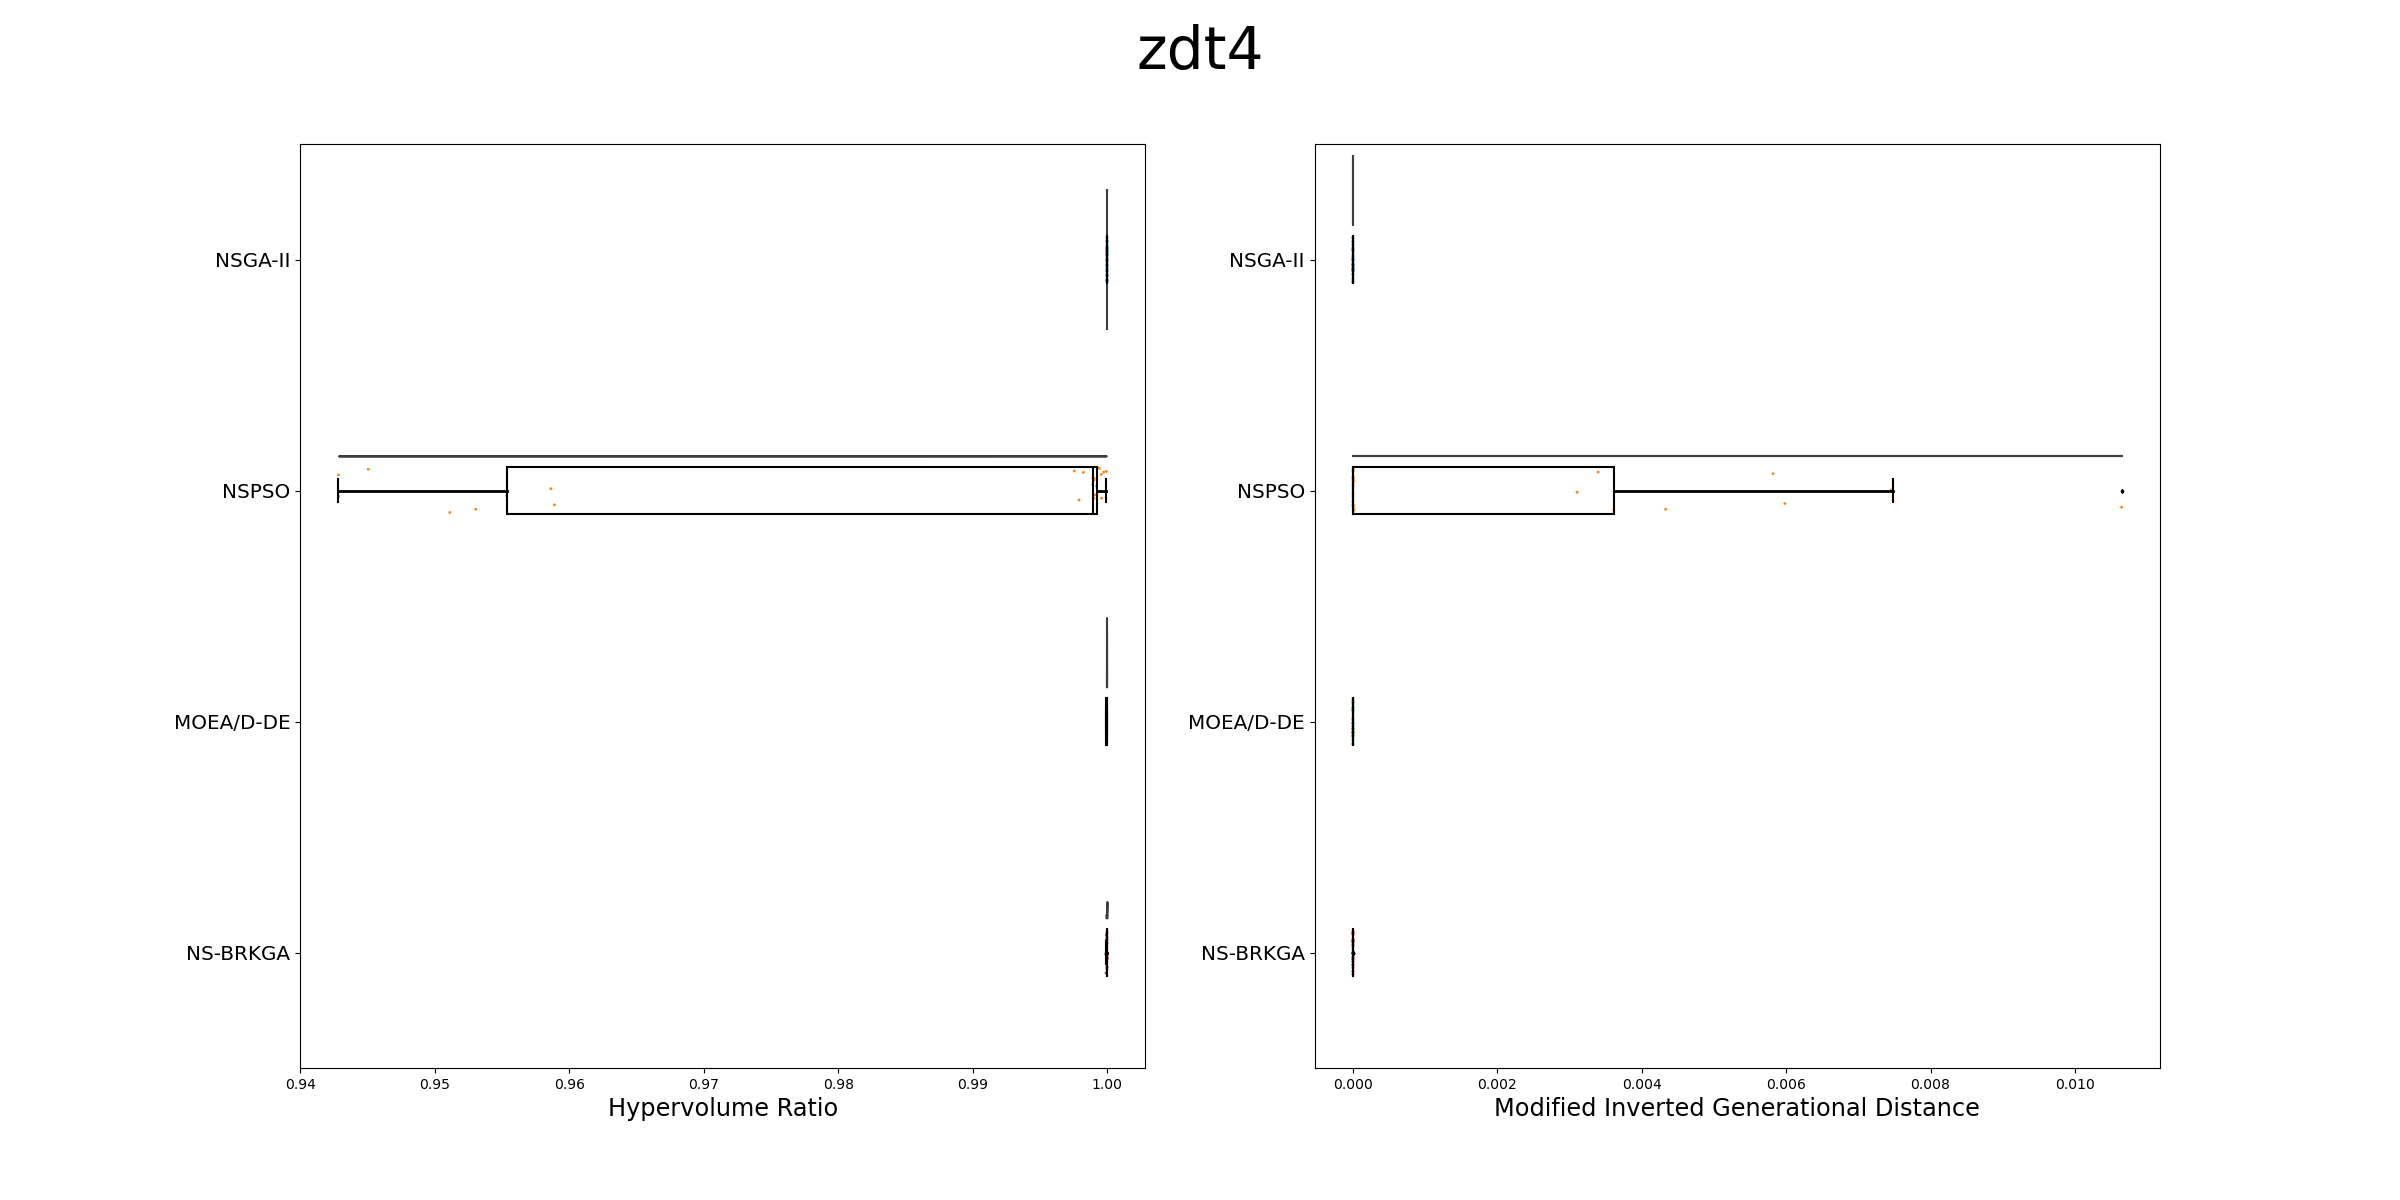 zdt4
NSGA-II
NSPSO
MOEA/D-DE
NS-BRKGA
0.94 0.95 0.96 0.97 0.98 0.99 1.00
Hypervolume Ratio
NSGA-II
NSPSO
MOEA/D-DE
NS-BRKGA
0.000 0.002 0.004 0.006 0.008 0.010
Modified Inverted Generational Distance